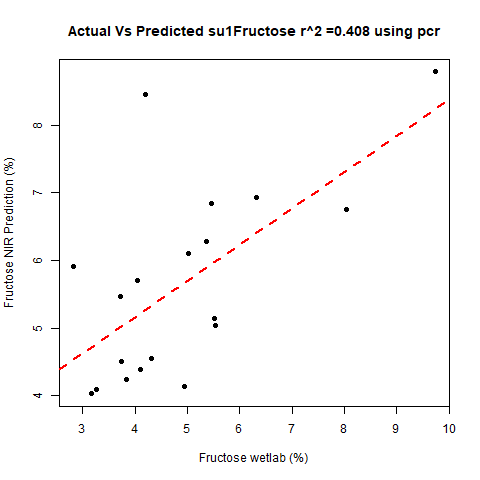 Actual Vs Predicted su1Fructose r^2 =0.408 using pcr
Fructose NIR Prediction (%)
8
7
6
5
4
3 4 5 6 7 8 9 10
Fructose wetlab (%)